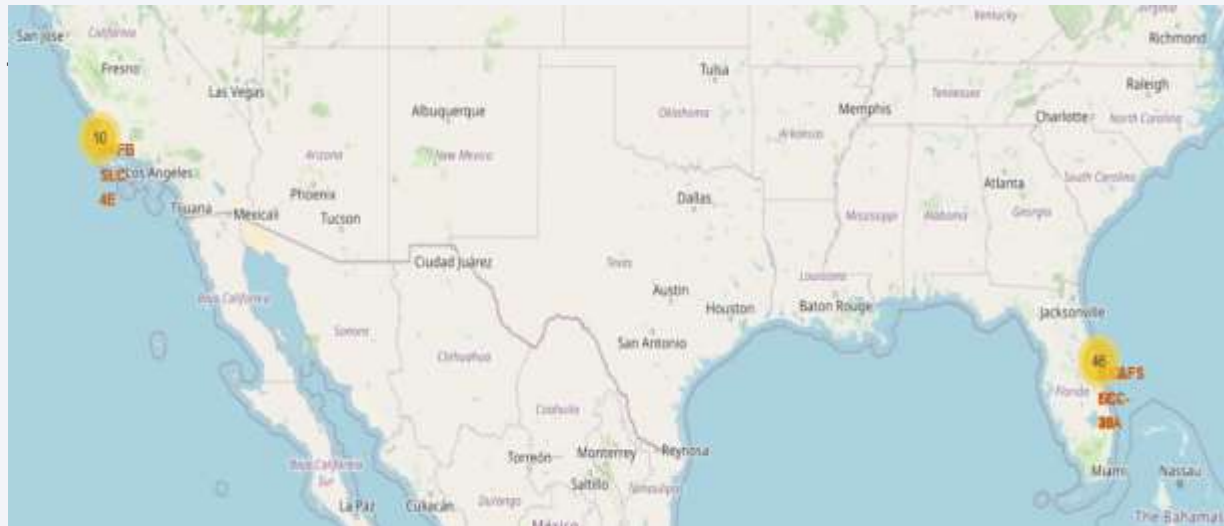 Kentucky
Richmond
San Jose
California
Fresno
Las Vegas
Tulsa
Raleigh
Albuquerque
Oklahoma
Memphis
Tennessee
Charlotte
North Carolina
10
Arkansas
FB
Arizona
New Mexico
SLC-
Los Angeles
4E
Phoenix
Tucson
Dallas
Atlanta
South Carolina
Tijuana
Mexicali
Mississippi
Alabama
Georgia
Ciudad Juárez
Texas
Louisiana
Baja California
Austin
Houston
Baton Rouge
Jacksonville
Sonora
Chihuahua
San Antonio
46
AFS
Florida
Coahuila
Torreón
Monterrey
Reynosa
Saltillo
Baja California
Sur
Miami
Nassau
La Paz
Culiacán
Durango
Tamaulipas
México
The Bahamas